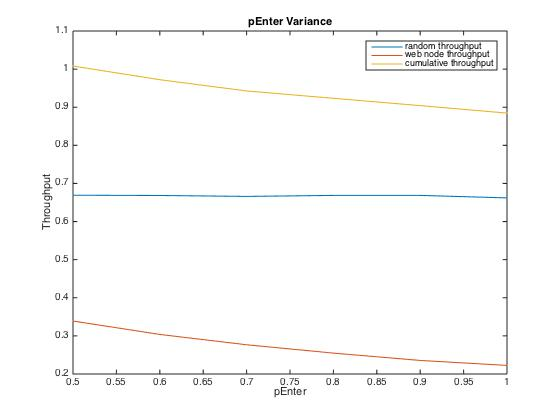 pEnter Variance
random throughput
web node throughput
cumulative throughput
Throughput
1.1
1
0.9
0.8
0.7
0.6
0.5
0.4
0.3
0.2
0.5 0.55 0.6 0.65 0.7 0.75 0.8 0.85 0.9 0.95 1
pEnter